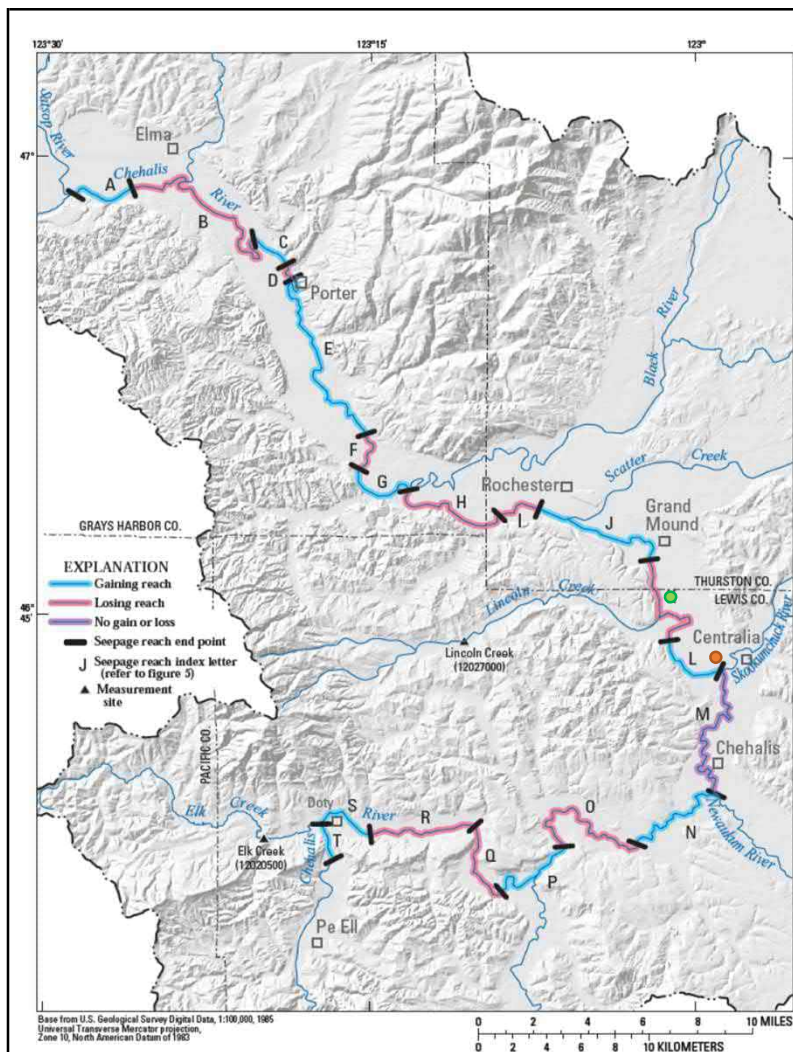 123°30'
123°15'
123°
Satsop River
Elma
47°
A
Chehalis
River
B
C
D
Porter
E
Black
River
F
G
Rochester
Scatter
Creek
H
I
J
Grand
Mound
GRAYS HARBOR CO.
EXPLANATION
Gaining reach
Losing reach
No gain or loss
Seepage reach end point
J Seepage reach index letter
(refer to figure 5)
Measurement
site
THURSTON CO.
LEWIS CO.
46°
45'
Lincoln
Creek
Lincoln Creek
(12027000)
Centralia
Skookumchuck River
L
M
Chehalis
PACIFIC CO.
Elk
Creek
Doty
S
River
R
O
N
Newaukum River
Elk Creek
(12020500)
Chehalis
T
Q
P
Pe Ell
Base from U.S. Geological Survey Digital Data, 1:100,000, 1985
Universal Transverse Mercator projection,
Zone 10, North American Datum of 1983
0 2 4 6 8 10 MILES
0 2 4 6 8 10 KILOMETERS